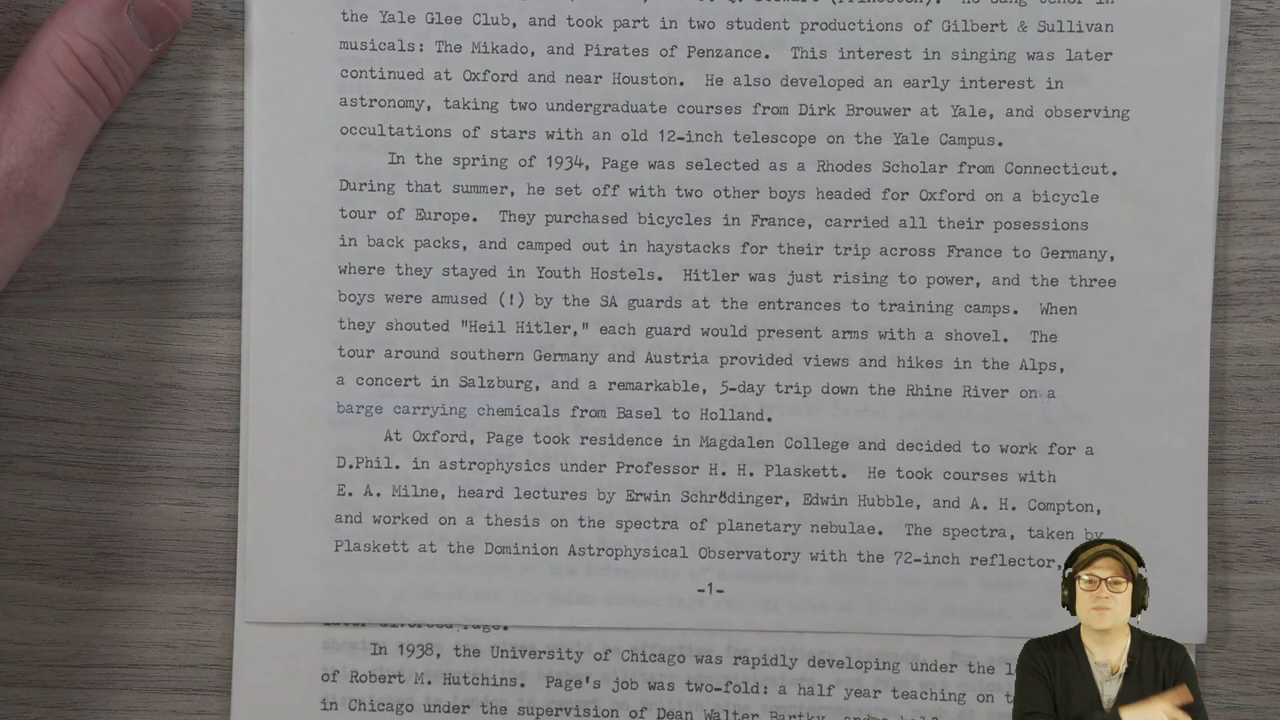 the Yale Glee Club, and took part in two student productions of Gilbert & Sullivan
musicals: The Mikado, and Pirates of Penzance. This interest in singing was later
continued at Oxford and near Houston. He also developed an early interest in
astronomy, taking two undergraduate courses from Dirk Brouwer at Yale, and observing
occultations of stars with an old 12-inch telescope on the Yale Campus.
In the spring of 1934, Page was selected as a Rhodes Scholar from Connecticut.
During that summer, he set off with two other boys headed for Oxford on a bicycle
tour of Europe. They purchased bicycles in France, carried all their posessions
in back packs, and camped out in haystacks for their trip across France to Germany,
where they stayed in Youth Hostels. Hitler was just rising to power, and the three
boys were amused (!) by the SA guards at the entrances to training camps. When
they shouted "Heil Hitler," each guard would present arms with a shovel. The
tour around southern Germany and Austria provided views and hikes in the Alps,
a concert in Salzburg, and a remarkable, 5-day trip down the Rhine River on a
barge carrying chemicals from Basel to Holland.
At Oxford, Page took residence in Magdalen College and decided to work for a
D.Phil. in astrophysics under Professor H. H. Plaskett. He took courses with
E. A. Milne, heard lectures by Erwin Schrödinger, Edwin Hubble, and A. H. Compton,
and worked on a thesis on the spectra of planetary nebulae. The spectra, taken by
Plaskett at the Dominion Astrophysical Observatory with the 72-inch reflector,
-1-
In 1938, the University of Chicago was rapidly developing under the
of Robert M. Hutchins. Page's job was two-fold: a half year teaching on
in Chicago under the supervision of Dean Walter Bartky,